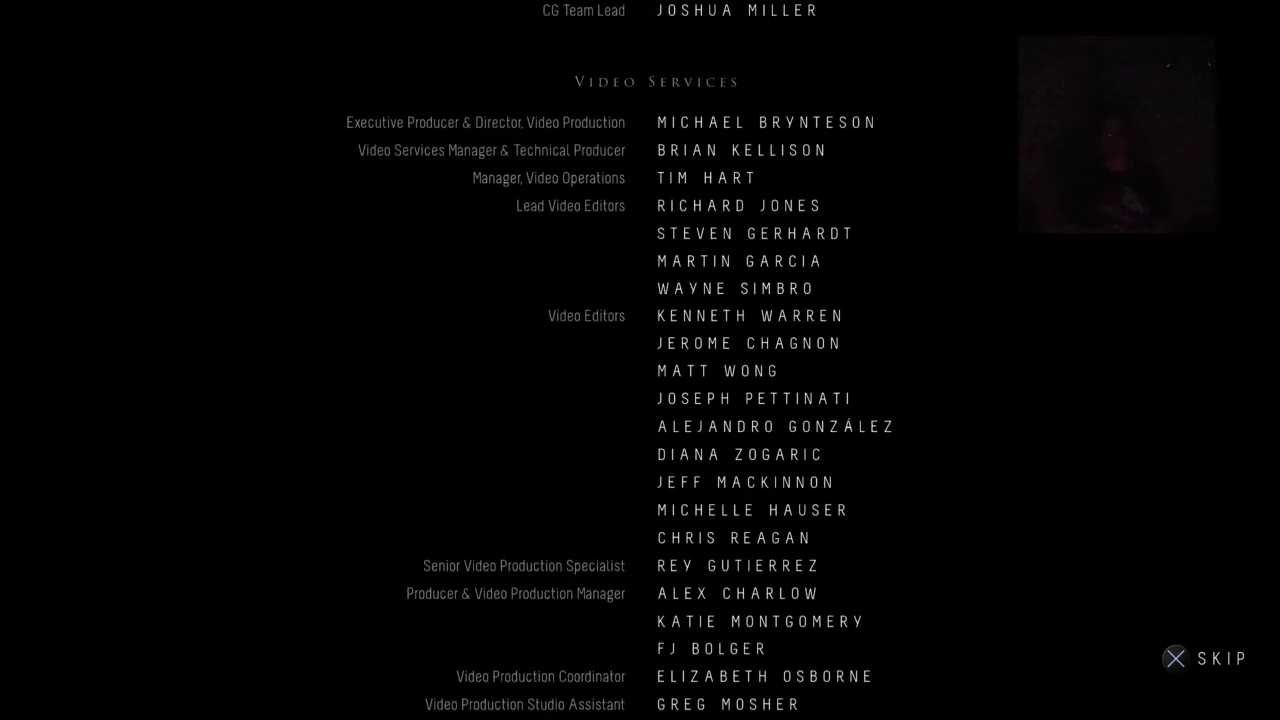 CG Team Lead JOSHUA MILLER
VIDEO SERVICES
Executive Producer & Director, Video Production MICHAEL BRYNTESON
Video Services Manager & Technical Producer BRIAN KELLISON
Manager, Video Operations TIM HART
Lead Video Editors RICHARD JONES
STEVEN GERHARDT
MARTIN GARCIA
WAYNE SIMBRO
Video Editors KENNETH WARREN
JEROME CHAGNON
MATT WONG
JOSEPH PETTINATI
ALEJANDRO GONZÁLEZ
DIANA ZOGARIC
JEFF MACKINNON
MICHELLE HAUSER
CHRIS REAGAN
Senior Video Production Specialist REY GUTIERREZ
Producer & Video Production Manager ALEX CHARLOW
KATIE MONTGOMERY
FJ BOLGER
SKIP
Video Production Coordinator ELIZABETH OSBORNE
Video Production Studio Assistant GREG MOSHER